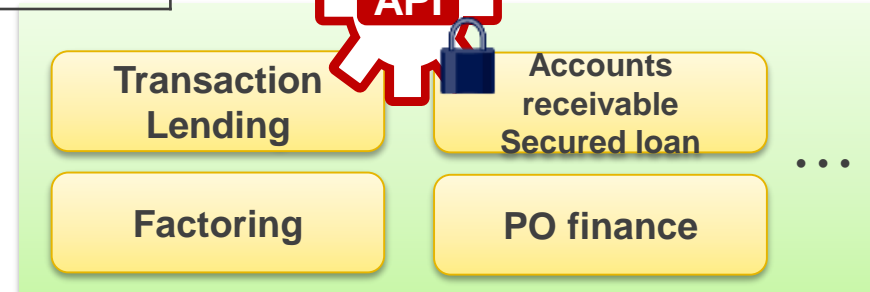 API
Transaction
Lending
Accounts
receivable
Secured loan
...
Factoring
PO finance